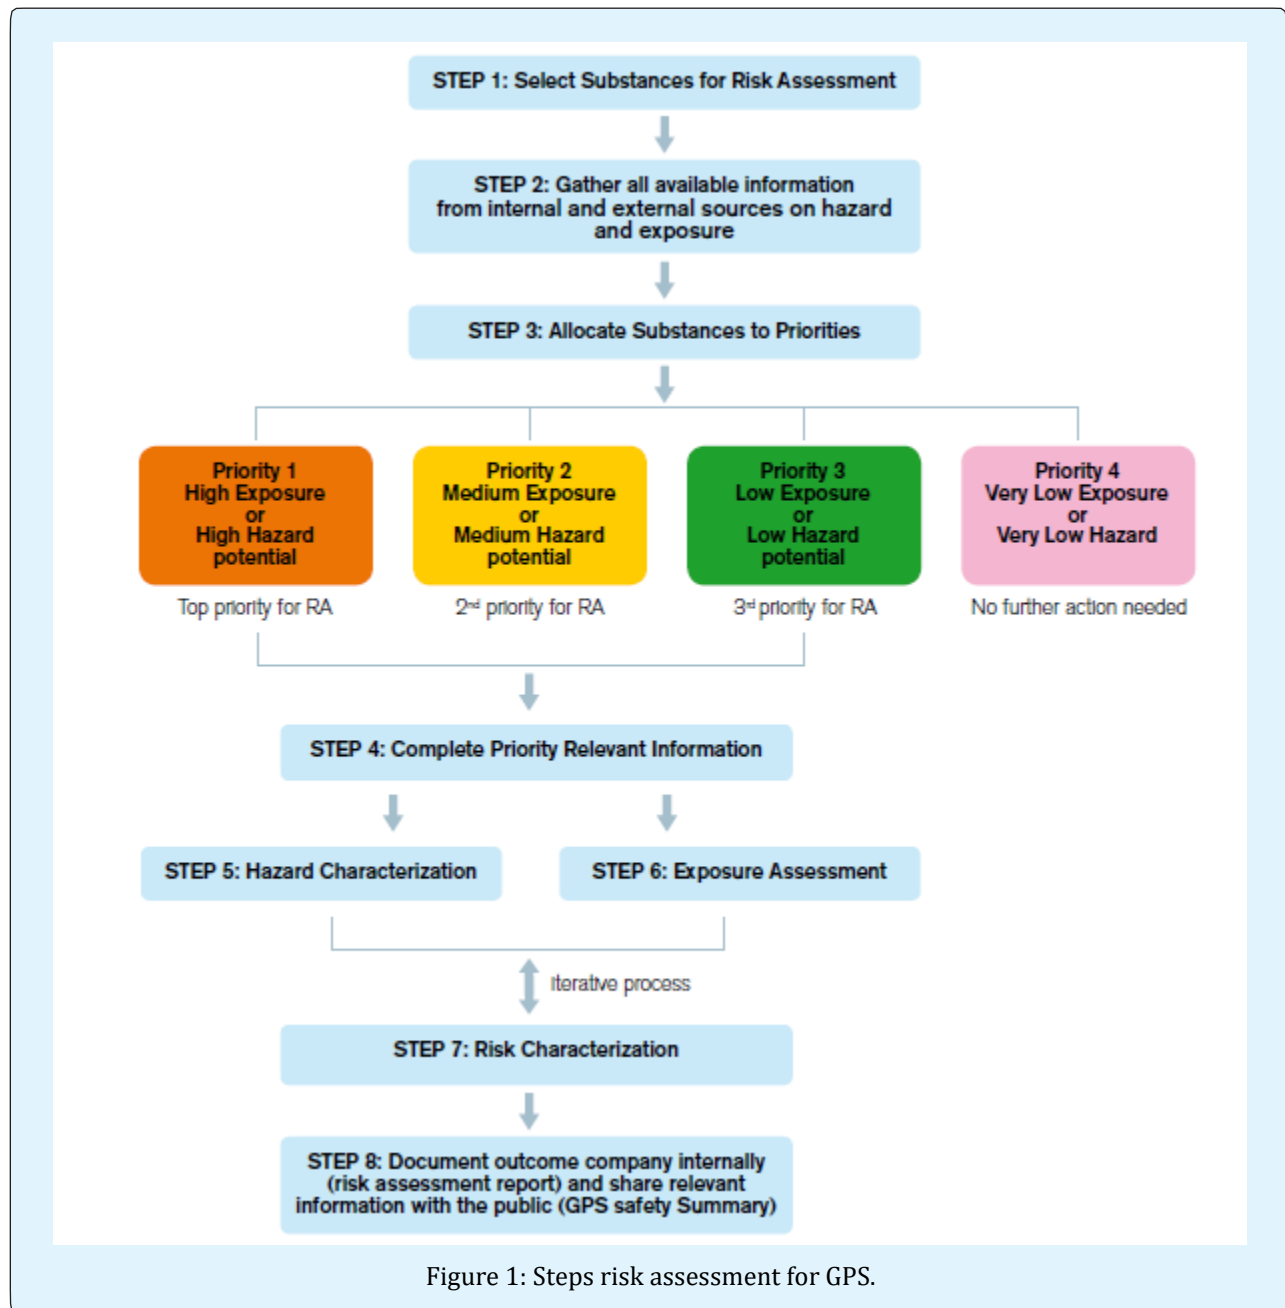 STEP 1: Select Substances for Risk Assessment
STEP 2: Gather all available information
from internal and external sources on hazard
and exposure
STEP 3: Allocate Substances to Priorities
Priority 1
High Exposure
or
High Hazard
potential
Priority 2
Medium Exposure
or
Medium Hazard
potential
Priority 3
Low Exposure
or
Low Hazard
potential
Priority 4
Very Low Exposure
or
Very Low Hazard
Top priority for RA
2nd priority for RA
3rd priority for RA
No further action needed
STEP 4: Complete Priority Relevant Information
STEP 5: Hazard Characterization
STEP 6: Exposure Assessment
Iterative process
STEP 7: Risk Characterization
STEP 8: Document outcome company internally
(risk assessment report) and share relevant
information with the public (GPS safety Summary)
Figure 1: Steps risk assessment for GPS.